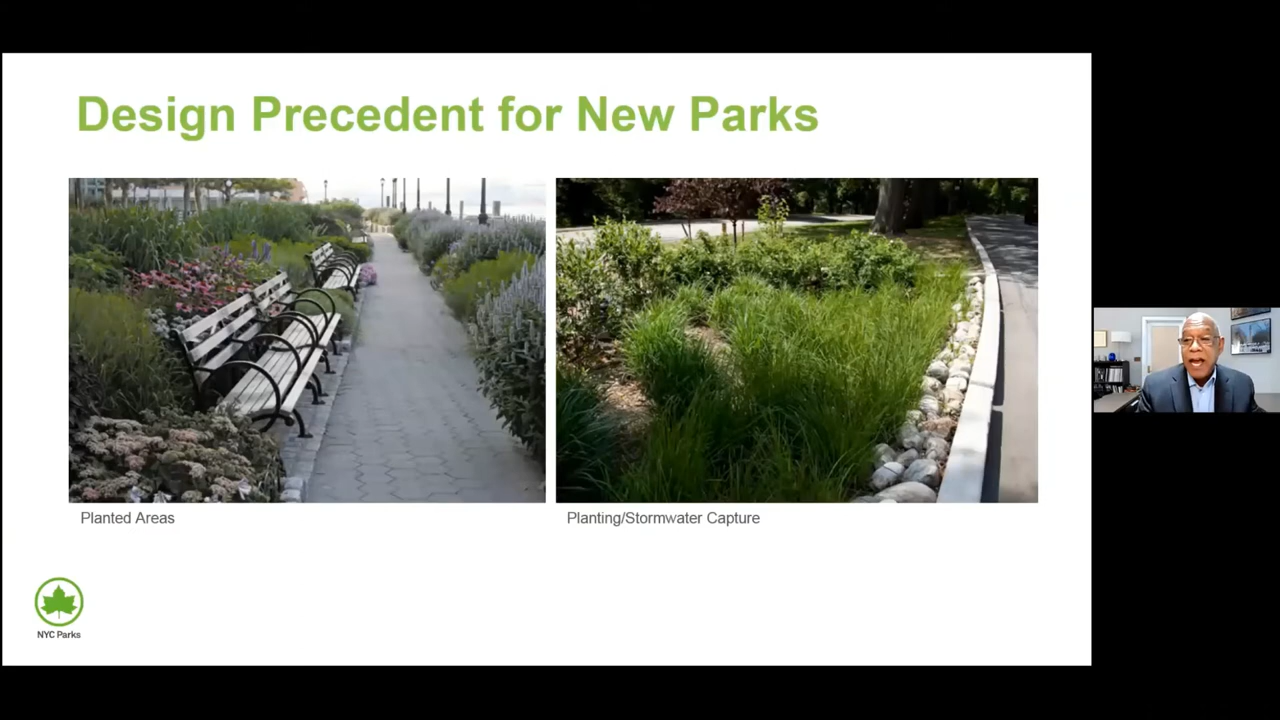 Design Precedent for New Parks
Planted Areas
Planting/Stormwater Capture
NYC Parks